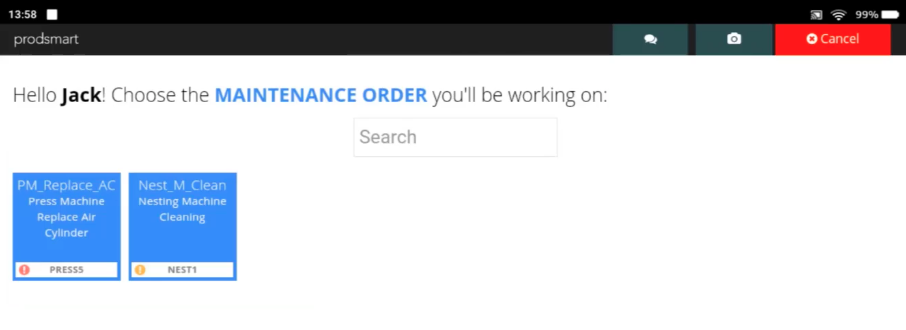 13:58
99%
prodsmart
Cancel
Hello Jack! Choose the MAINTENANCE ORDER you'll be working on:
Search
PM_Replace_AC
Press Machine
Replace Air
Cylinder
PRESS5
Nest_M_Clean
Nesting Machine
Cleaning
NEST1